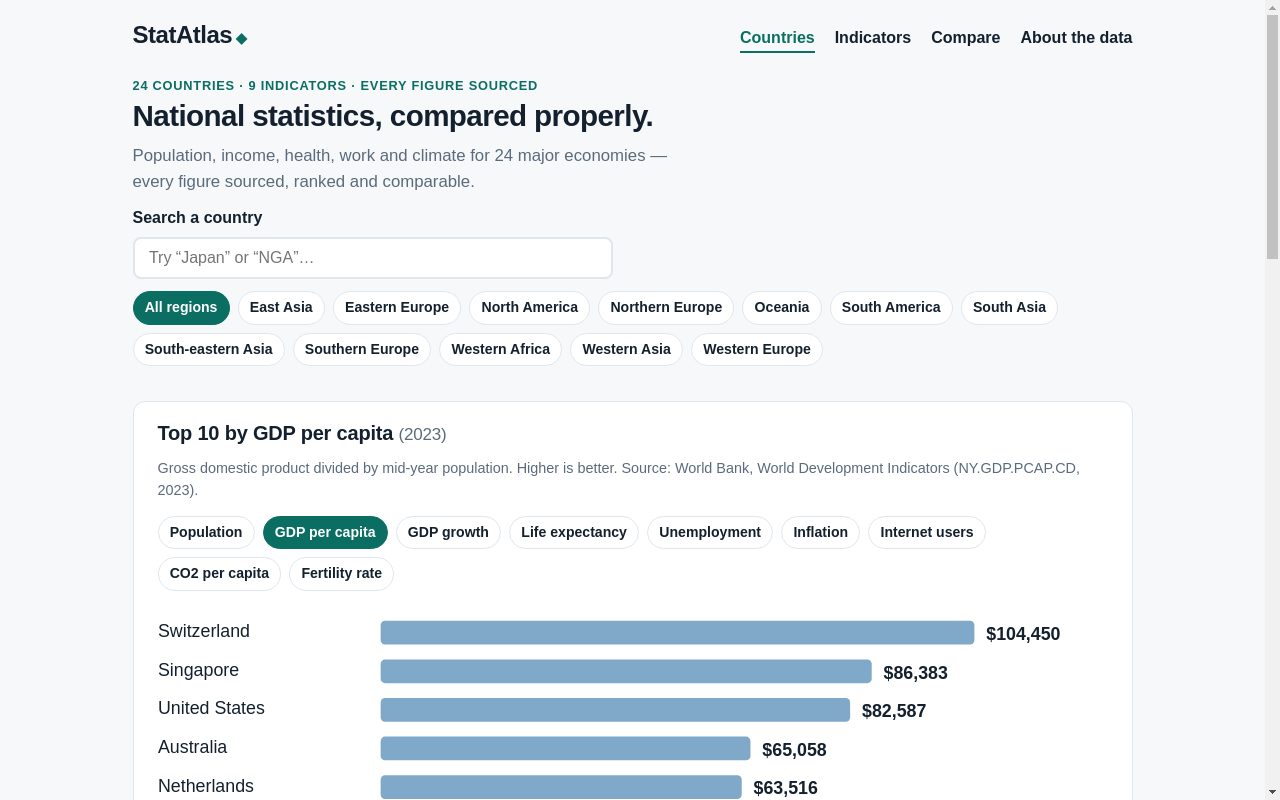 StatAtlas
Countries Indicators Compare About the data
24 COUNTRIES · 9 INDICATORS · EVERY FIGURE SOURCED
National statistics, compared properly.
Population, income, health, work and climate for 24 major economies —
every figure sourced, ranked and comparable.
Search a country
Try “Japan” or “NGA”…
All regions East Asia Eastern Europe North America Northern Europe Oceania South America South Asia
South-eastern Asia Southern Europe Western Africa Western Asia Western Europe
Top 10 by GDP per capita (2023)
Gross domestic product divided by mid-year population. Higher is better. Source: World Bank, World Development Indicators (NY.GDP.PCAP.CD,
2023).
Population GDP per capita GDP growth Life expectancy Unemployment Inflation Internet users
CO2 per capita Fertility rate
Switzerland $104,450
Singapore $86,383
United States $82,587
Australia $65,058
Netherlands $63,516